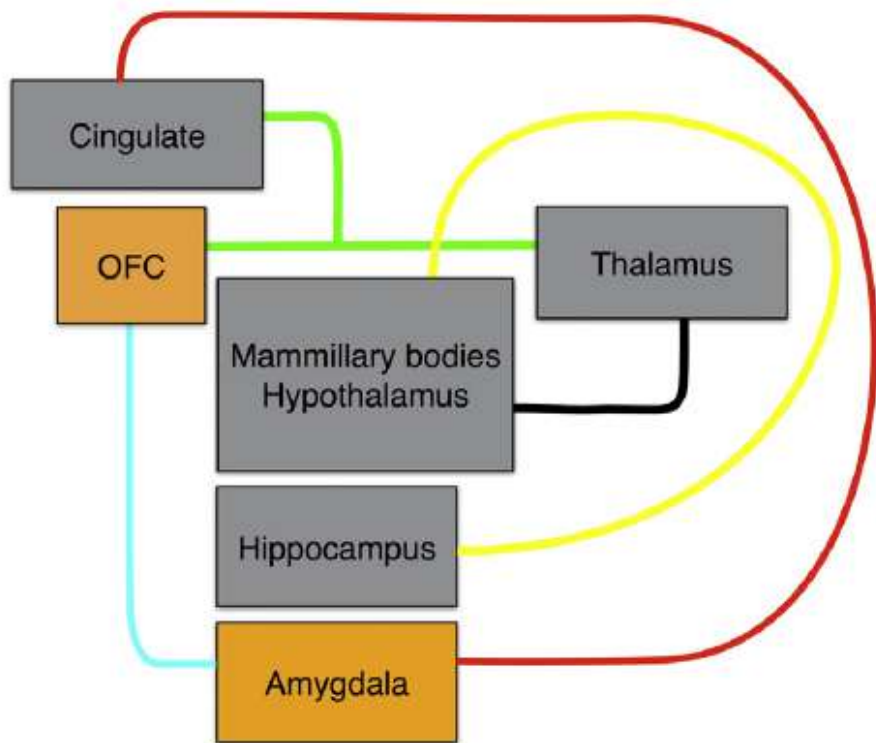 Cingulate
OFC
Thalamus
Mammillary bodies
Hypothalamus
Hippocampus
Amygdala